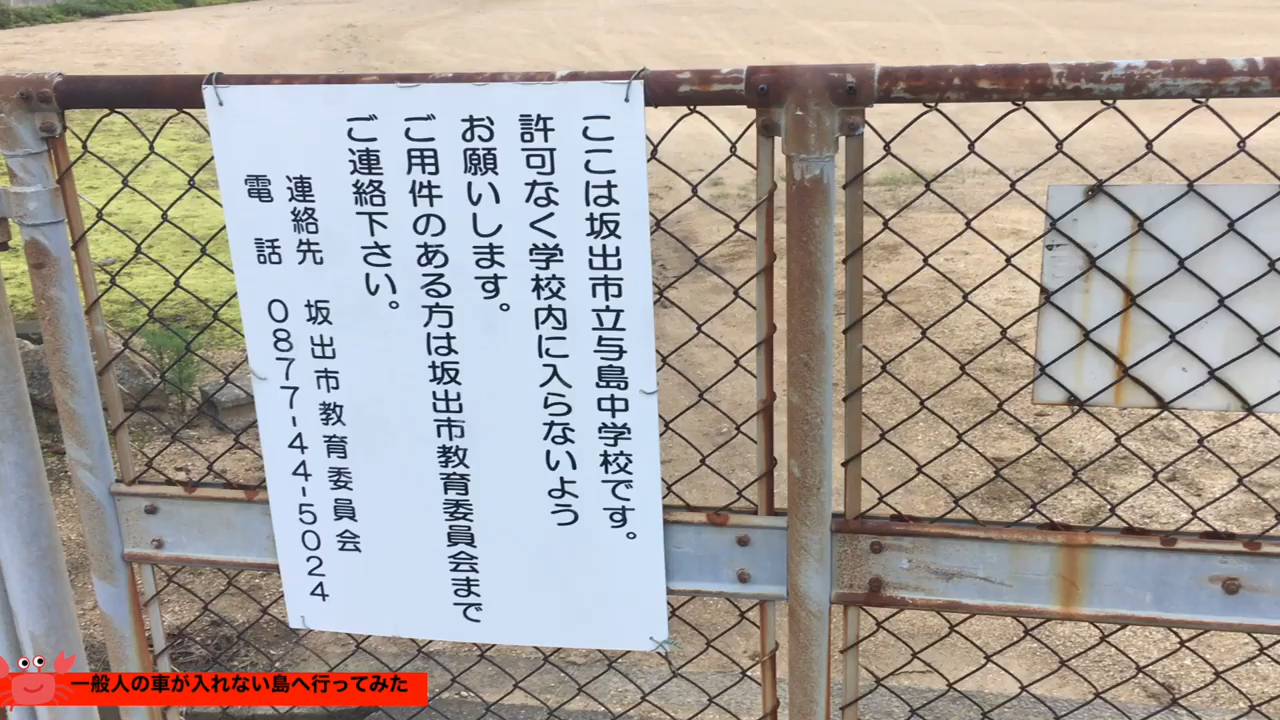 ここは坂出市立与島中学校です。
許可なく学校内に入らないよう
お願いします。
ご用件のある方は坂出市教育委員会まで
ご連絡下さい。
連絡先 坂出市教育委員会
電話 0877-44-5024
一般人の車が入れない島へ行ってみた